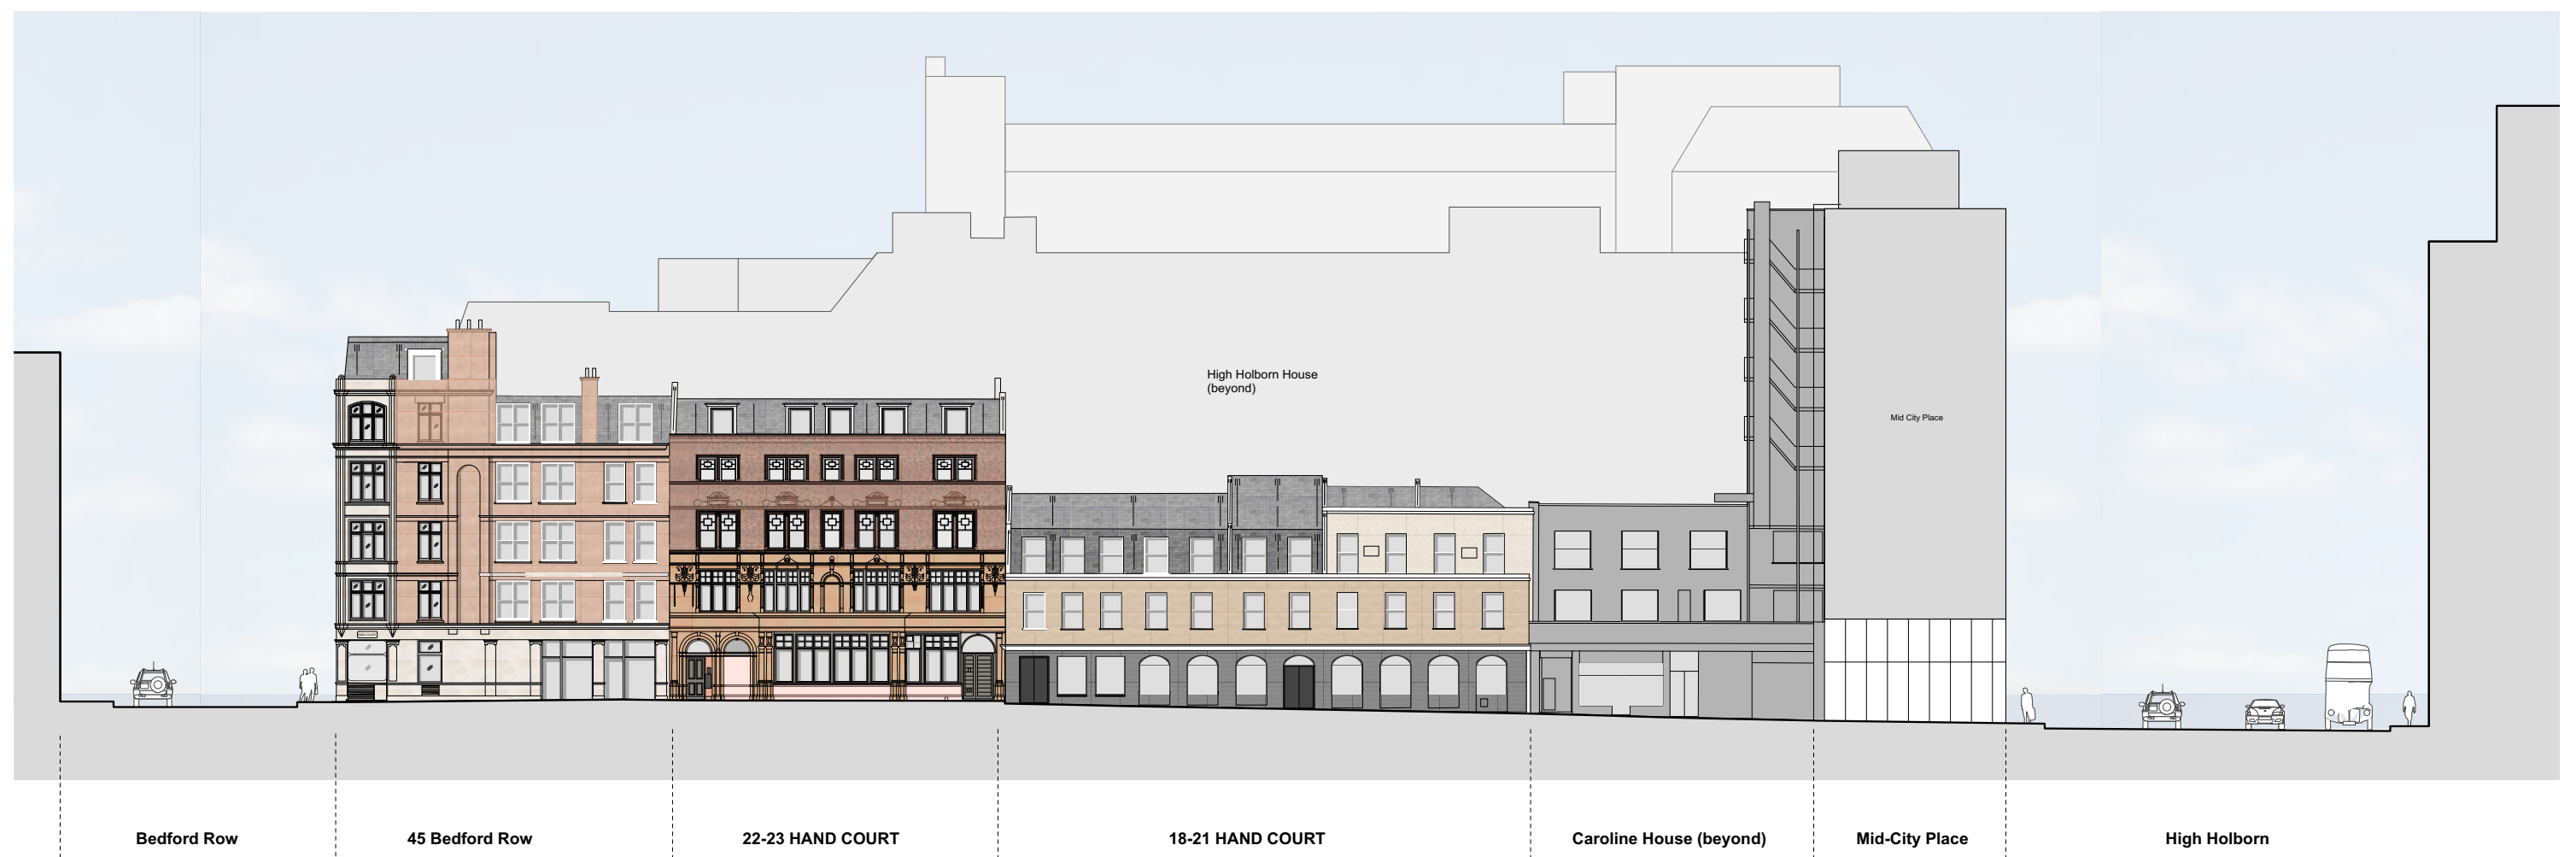 High Holborn House
(beyond)
Mid City Place
Bedford Row
45 Bedford Row
22-23 HAND COURT
18-21 HAND COURT
Caroline House (beyond)
Mid-City Place
High Holborn